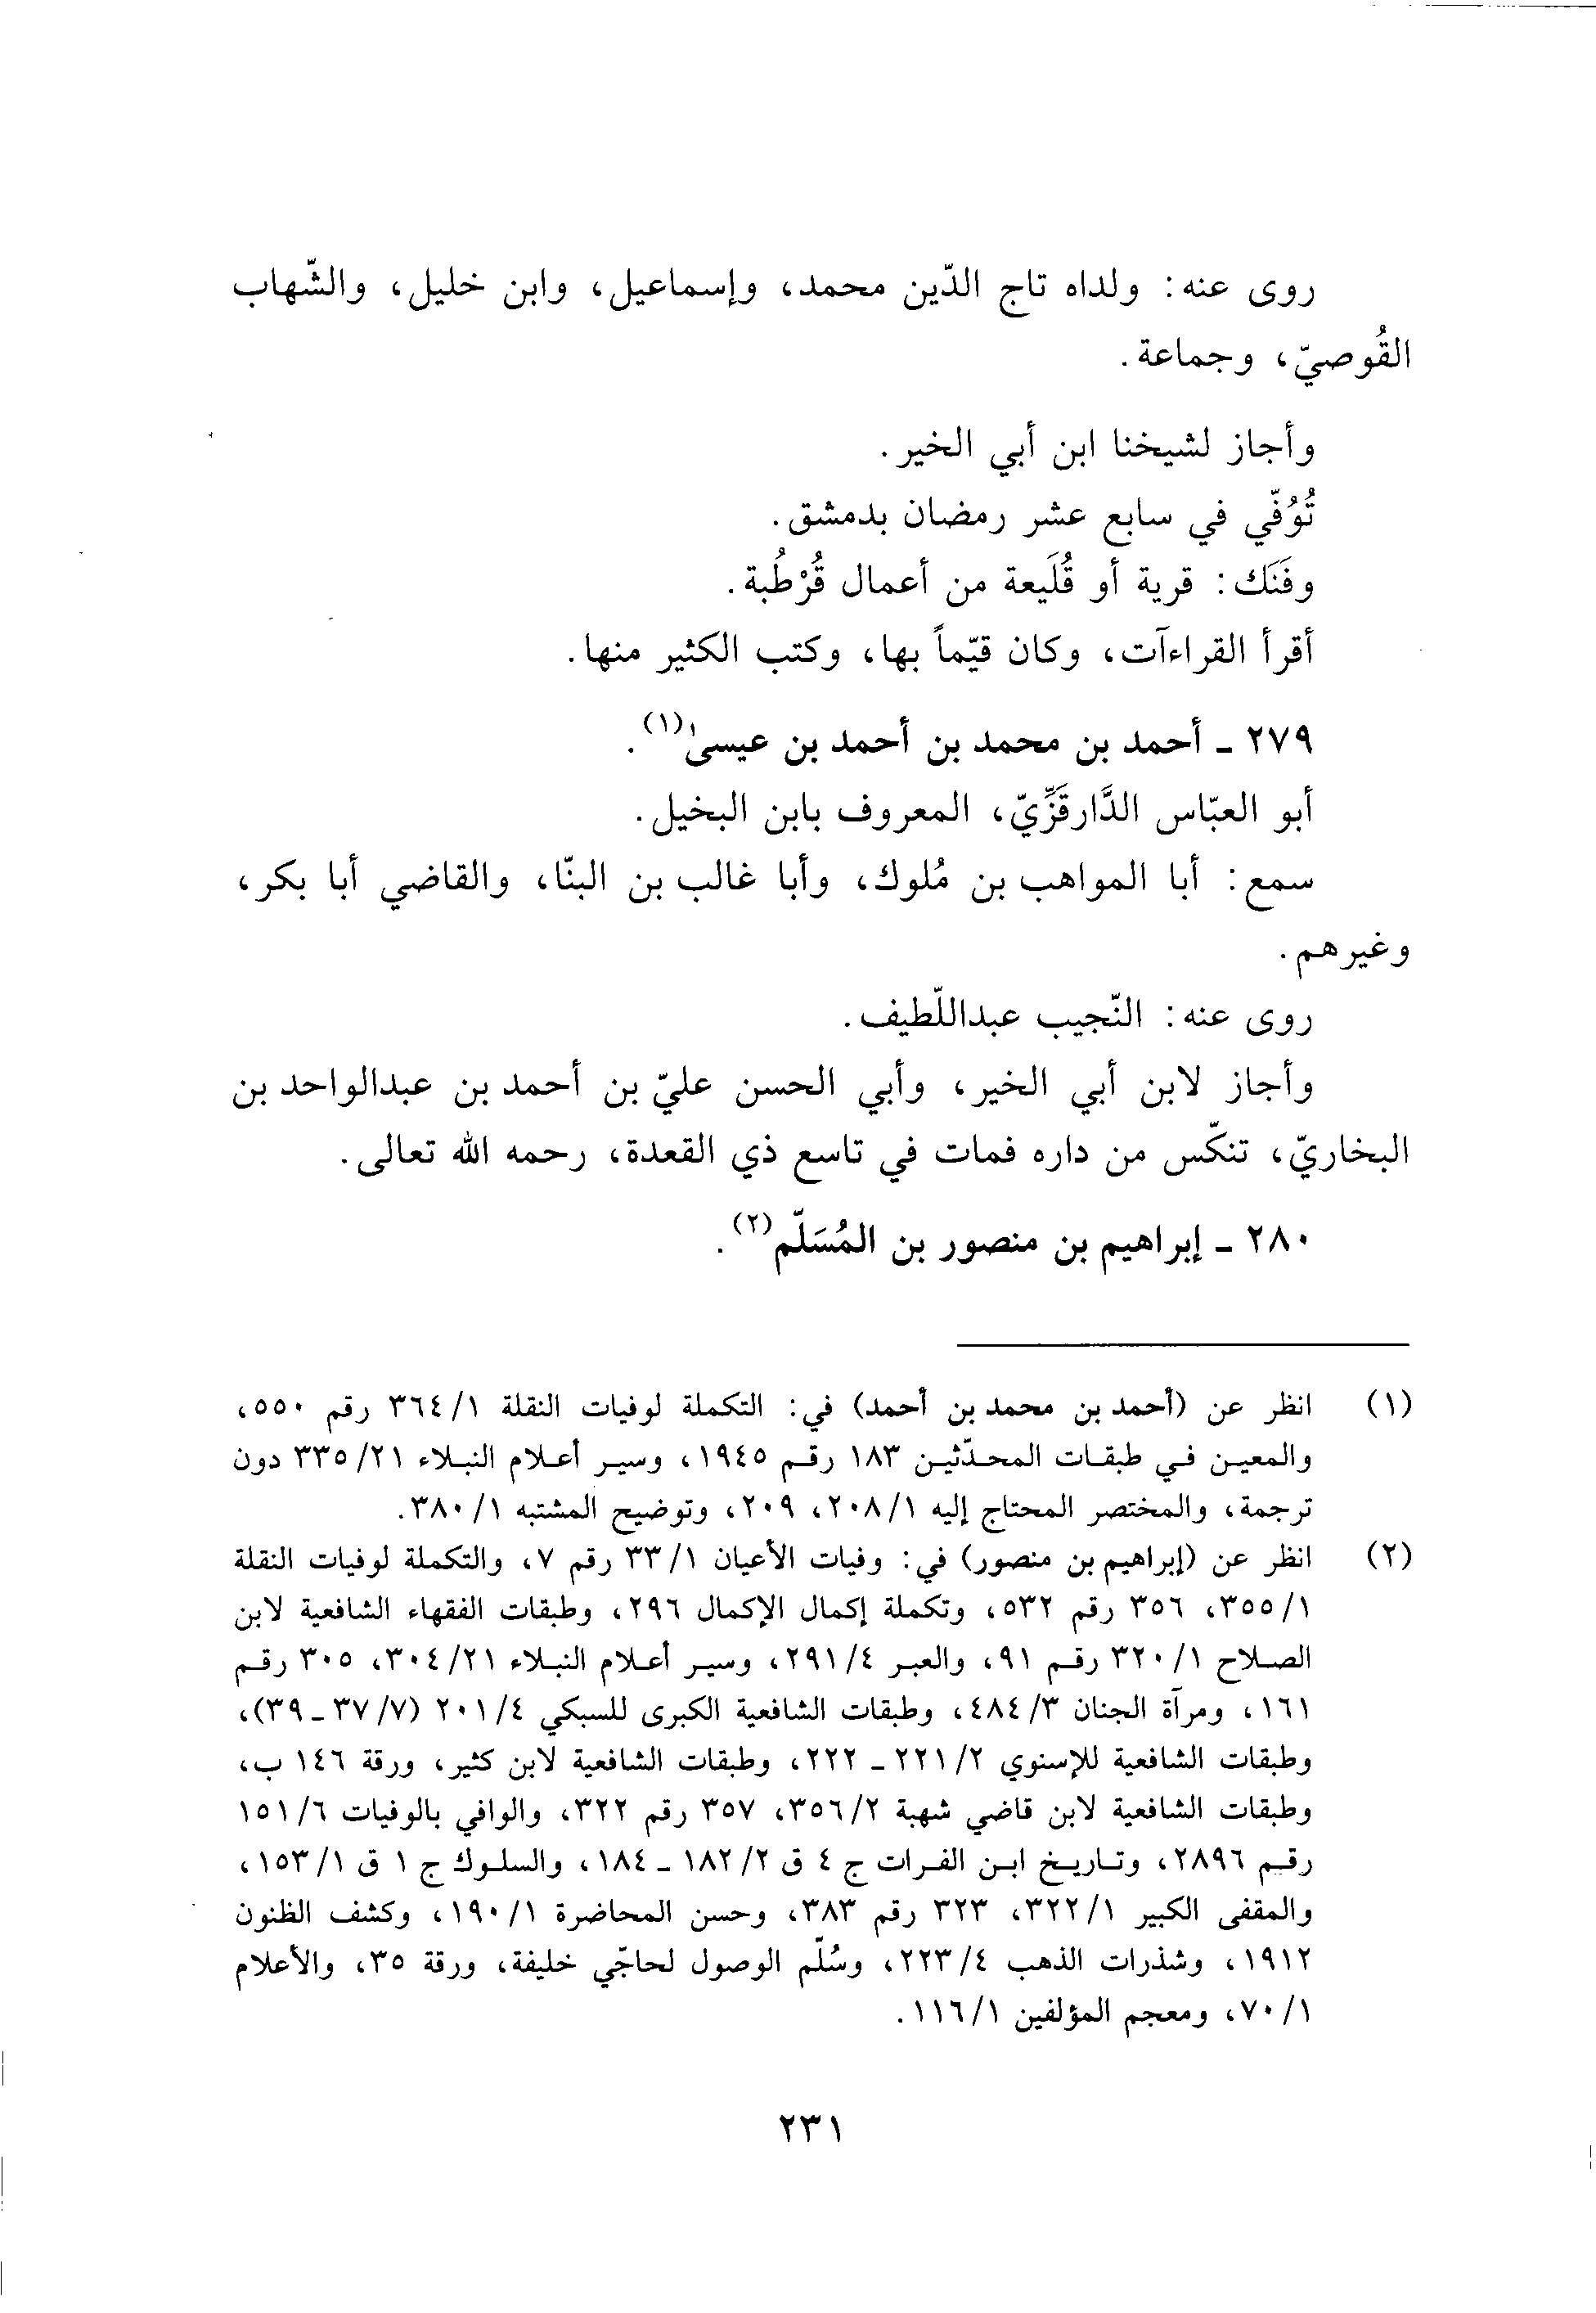 روى عنه: ولداه تاج الدّين محمد، وإسماعيل، وابن خليل، والشّهاب
القُوصيّ، وجماعة.
وأجاز لشيخنا ابن أبي الخير.
تُوُفّي في سابع عشر رمضان بدمشق.
وفَنَك: قرية أو قُلَيعة من أعمال قُرْطُبة.
أقرأ القراءآت، وكان قيّماً بها، وكتب الكثير منها.
٢٧٩ ـ أحمد بن محمد بن أحمد بن عيسىٰ(١).
أبو العبّاس الدَّارقَزِّيّ، المعروف بابن البخيل.
سمع: أبا المواهب بن مُلوك، وأبا غالب بن البنّا، والقاضي أبا بكر،
وغيرهم.
روى عنه: النّجيب عبداللّطيف.
وأجاز لابن أبي الخير، وأبي الحسن عليّ بن أحمد بن عبدالواحد بن
البخاريّ، تنكّس من داره فمات في تاسع ذي القعدة، رحمه الله تعالى.
٢٨٠ ـ إبراهيم بن منصور بن المُسَلّم(٢).
(١) انظر عن (أحمد بن محمد بن أحمد) في: التكملة لوفيات النقلة ٣٦٤/١ رقم ٥٥٠،
والمعين في طبقات المحدّثين ١٨٣ رقم ١٩٤٥، وسير أعلام النبلاء ٣٣٥/٢١ دون
ترجمة، والمختصر المحتاج إليه ٢٠٨/١، ٢٠٩، وتوضيح المشتبه ٣٨٠/١.
(٢) انظر عن (إبراهيم بن منصور) في: وفيات الأعيان ٣٣/١ رقم ٧، والتكملة لوفيات النقلة
٣٥٥/١، ٣٥٦ رقم ٥٣٢، وتكملة إكمال الإكمال ٢٩٦، وطبقات الفقهاء الشافعية لابن
الصلاح ٣٢٠/١ رقم ٩١، والعبر ٢٩١/٤، وسير أعلام النبلاء ٣٠٤/٢١، ٣٠٥ رقم
١٦١، ومرآة الجنان ٤٨٤/٣، وطبقات الشافعية الكبرى للسبكي ٢٠١/٤ (٣٧/٧ ـ ٣٩)،
وطبقات الشافعية للإسنوي ٢٢١/٢ ـ ٢٢٢، وطبقات الشافعية لابن كثير، ورقة ١٤٦ ب،
وطبقات الشافعية لابن قاضي شهبة ٣٥٦/٢، ٣٥٧ رقم ٣٢٢، والوافي بالوفيات ١٥١/٦
رقم ٢٨٩٦، وتاريخ ابن الفرات ج ٤ ق ١٨٢/٢ ـ ١٨٤، والسلوك ج ١ ق ١٥٣/١،
والمقفى الكبير ٣٢٢/١، ٣٢٣ رقم ٣٨٣، وحسن المحاضرة ١٩٠/١، وكشف الظنون
١٩١٢، وشذرات الذهب ٢٢٣/٤، وسُلّم الوصول لحاجّي خليفة، ورقة ٣٥، والأعلام
٧٠/١، ومعجم المؤلفين ١١٦/١.
٢٣١